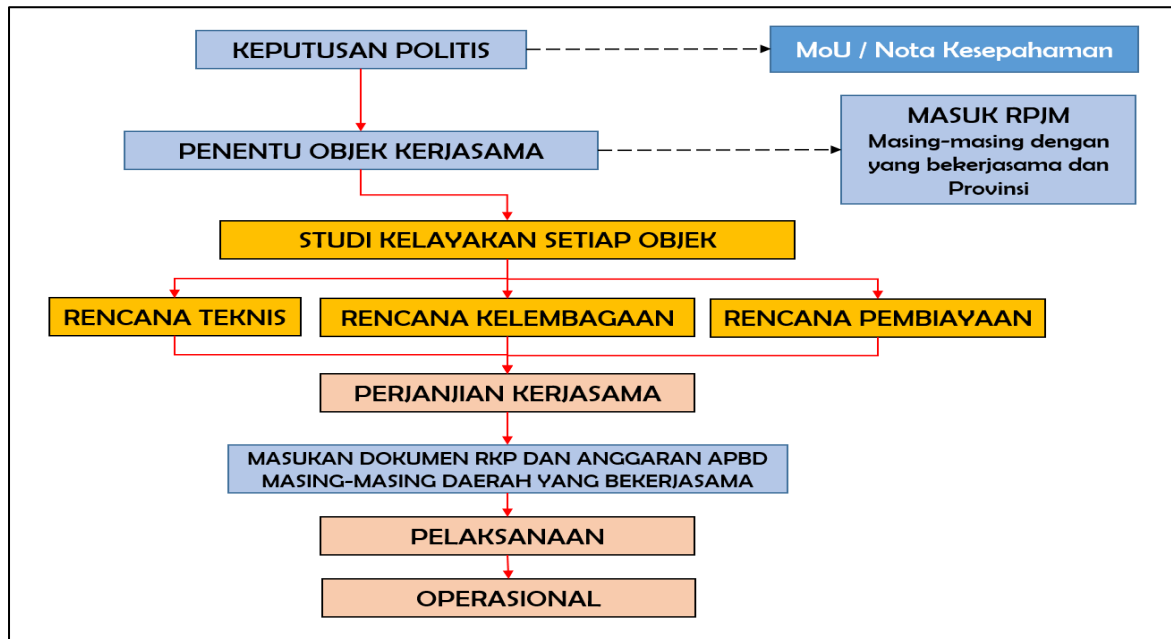 KEPUTUSAN POLITIS
MoU / Nota Kesepahaman
PENENTU OBJEK KERJASAMA
MASUK RPJM
Masing-masing dengan
yang bekerjasama dan
Provinsi
STUDI KELAYAKAN SETIAP OBJEK
RENCANA TEKNIS
RENCANA KELEMBAGAAN
RENCANA PEMBIAYAAN
PERJANJIAN KERJASAMA
MASUKAN DOKUMEN RKP DAN ANGGARAN APBD
MASING-MASING DAERAH YANG BEKERJASAMA
PELAKSANAAN
OPERASIONAL